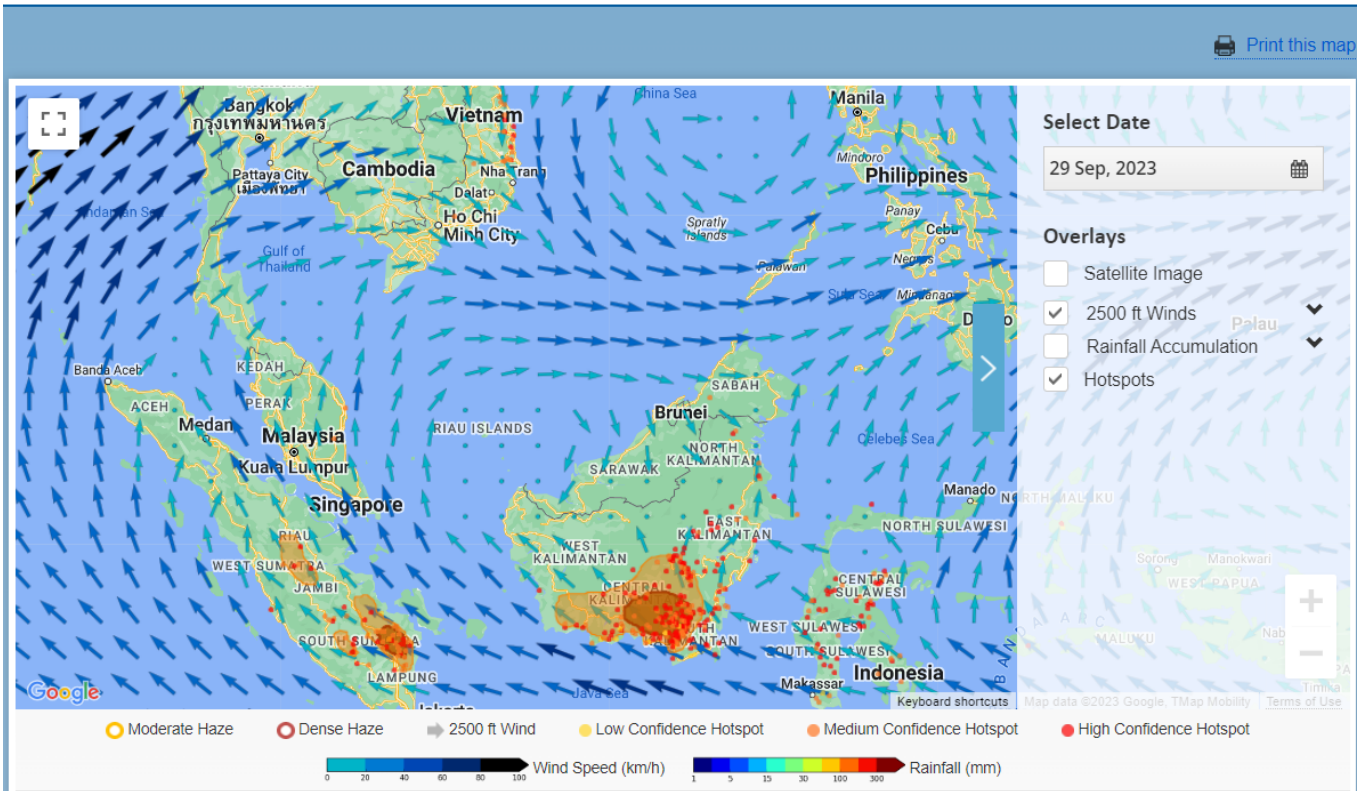 Print this map
China Sea
Manila
Bangkok
กรุงเทพมหานคร
Vietnam
Select Date
Mindoro
29 Sep, 2023
Cambodia
Nha Trang
Pattaya City
เมืองพัทยา
Philippines
Dalat
Andaman Sea
Ho Chi
Minh City
Panay
Spratly
Islands
Cebu
Overlays
Gulf of
Thailand
Negros
Palawan
Satellite Image
Sulu Sea
Mindanao
2500 ft Winds
Palau
Rainfall Accumulation
Banda Aceh
KEDAH
Hotspots
SABAH
ACEH
PERAK
Brunei
Medan
Malaysia
RIAU ISLANDS
Celebes Sea
Kuala Lumpur
NORTH
KALIMANTAN
SARAWAK
Manado
NORTH MALUKU
Singapore
NORTH SULAWESI
EAST
KALIMANTAN
RIAU
WEST
KALIMANTAN
WEST SUMATRA
Sorong
Manokwari
CENTRAL
SULAWESI
WEST PAPUA
JAMBI
CENTRAL
WEST SULAWESI
MALUKU
SOUTH SUMATRA
SOUTH SULAWESI
LAMPUNG
Indonesia
Makassar
Timika
Google
Java Sea
Jakarta
Keyboard shortcuts
Map data ©2023 Google, TMap Mobility
Terms of Use
Moderate Haze
Dense Haze
2500 ft Wind
Low Confidence Hotspot
Medium Confidence Hotspot
High Confidence Hotspot
0 20 40 60 80 100
Wind Speed (km/h)
1 5 15 30 100 300
Rainfall (mm)